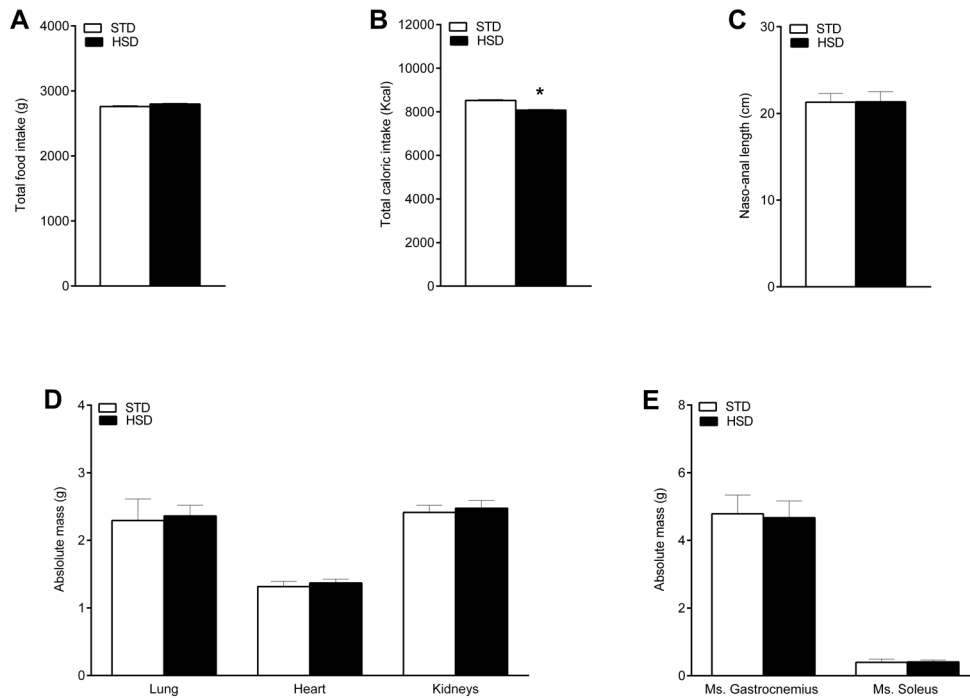 A
STD
HSD
Total food intake (g)
4000
3000
2000
1000
0
B
STD
HSD
*
Total caloric intake (Kcal)
12000
10000
8000
6000
4000
2000
0
C
STD
HSD
Naso-anal length (cm)
30
20
10
0
D
STD
HSD
Abslolute mass (g)
4
3
2
1
0
Lung Heart Kidneys
E
STD
HSD
Absolute mass (g)
8
6
4
2
0
Ms. Gastrocnemius Ms. Soleus